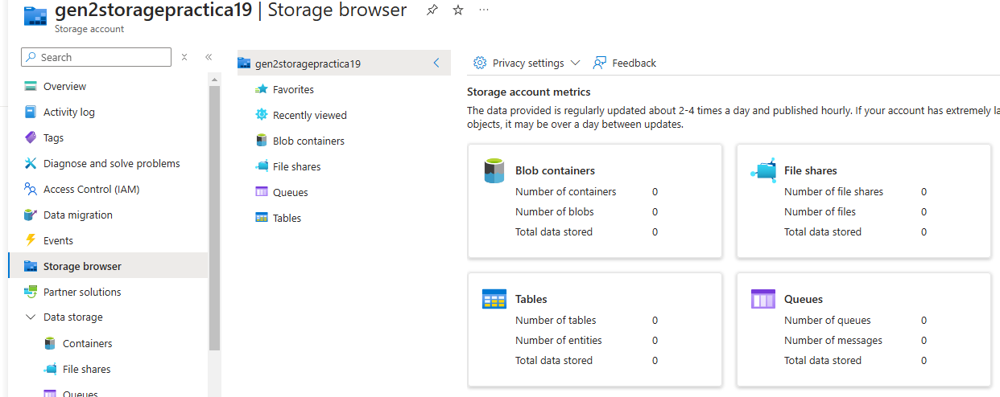 gen2storagepractica19 | Storage browser
Storage account
Search
Overview
Activity log
Tags
Diagnose and solve problems
Access Control (IAM)
Data migration
Events
Storage browser
Partner solutions
Data storage
Containers
File shares
Queues
gen2storagepractica19
Favorites
Recently viewed
Blob containers
File shares
Queues
Tables
Privacy settings
Feedback
Storage account metrics
The data provided is regularly updated about 2-4 times a day and published hourly. If your account has extremely la
objects, it may be over a day between updates.
Blob containers
Number of containers 0
Number of blobs 0
Total data stored 0
File shares
Number of file shares 0
Number of files 0
Total data stored 0
Tables
Number of tables 0
Number of entities 0
Total data stored 0
Queues
Number of queues 0
Number of messages 0
Total data stored 0